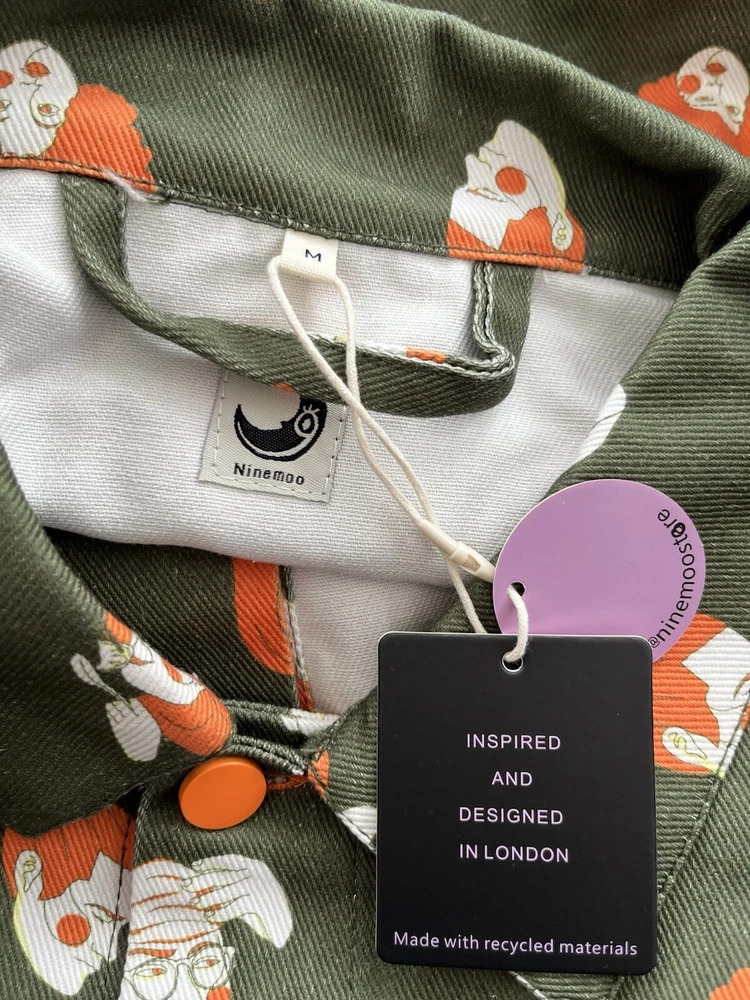 M
Ninemoo
@ninemoostore
INSPIRED
AND
DESIGNED
IN LONDON
Made with recycled materials